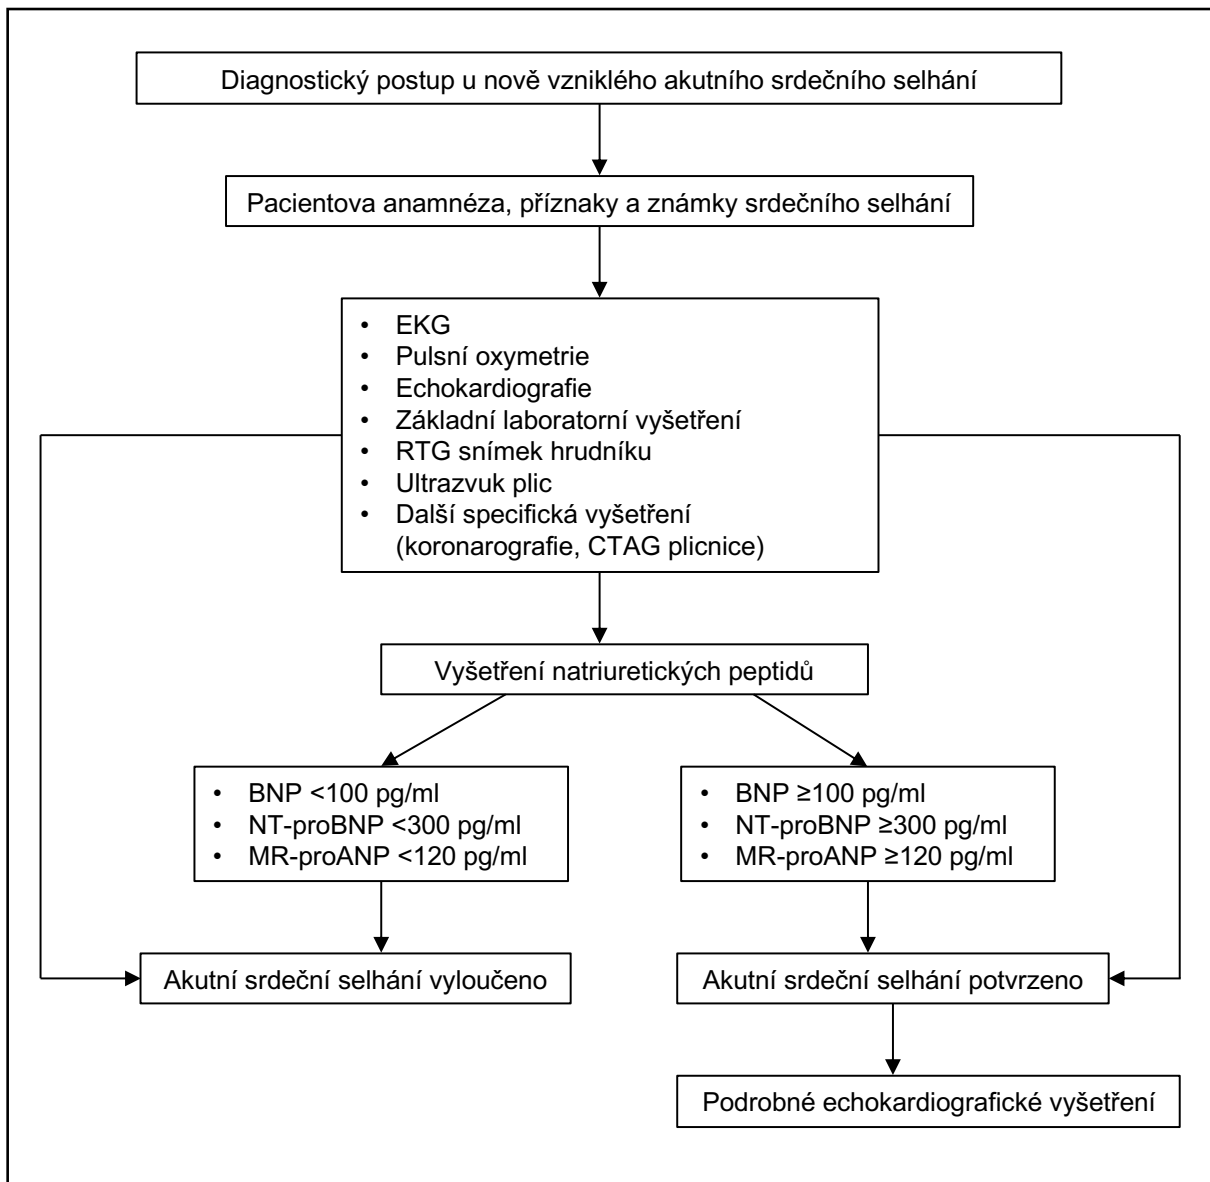 Diagnostický postup u nově vzniklého akutního srdečního selhání
Pacientova anamnéza, příznaky a známky srdečního selhání
• EKG
• Pulsní oxymetrie
• Echokardiografie
• Základní laboratorní vyšetření
• RTG snímek hrudníku
• Ultrazvuk plic
• Další specifická vyšetření
(koronarografie, CTAG plicnice)
Vyšetření natriuretických peptidů
• BNP <100 pg/ml
• NT-proBNP <300 pg/ml
• MR-proANP <120 pg/ml
• BNP ≥100 pg/ml
• NT-proBNP ≥300 pg/ml
• MR-proANP ≥120 pg/ml
Akutní srdeční selhání vyloučeno
Akutní srdeční selhání potvrzeno
Podrobné echokardiografické vyšetření